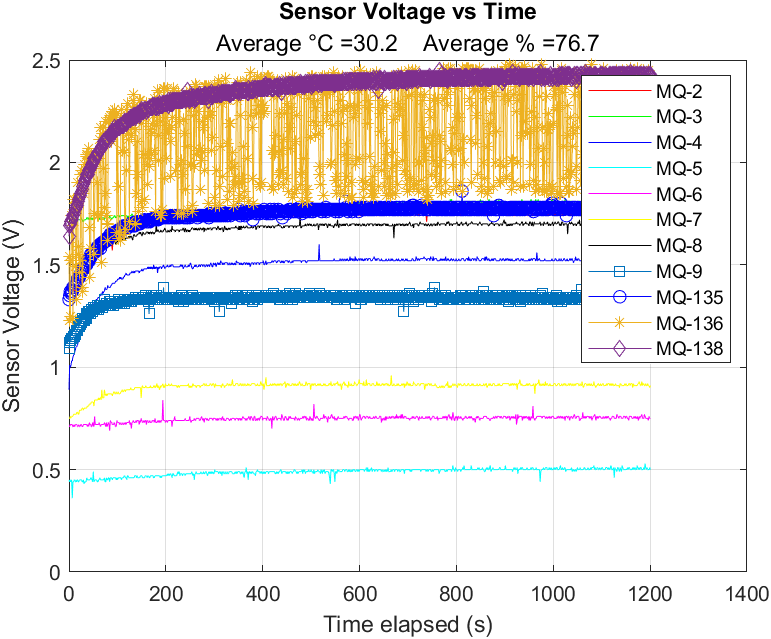 Sensor Voltage vs Time
Average °C =30.2 Average % =76.7
Sensor Voltage (V)
2.5
2
1.5
1
0.5
0
0 200 400 600 800 1000 1200 1400
Time elapsed (s)
MQ-2
MQ-3
MQ-4
MQ-5
MQ-6
MQ-7
MQ-8
MQ-9
MQ-135
MQ-136
MQ-138